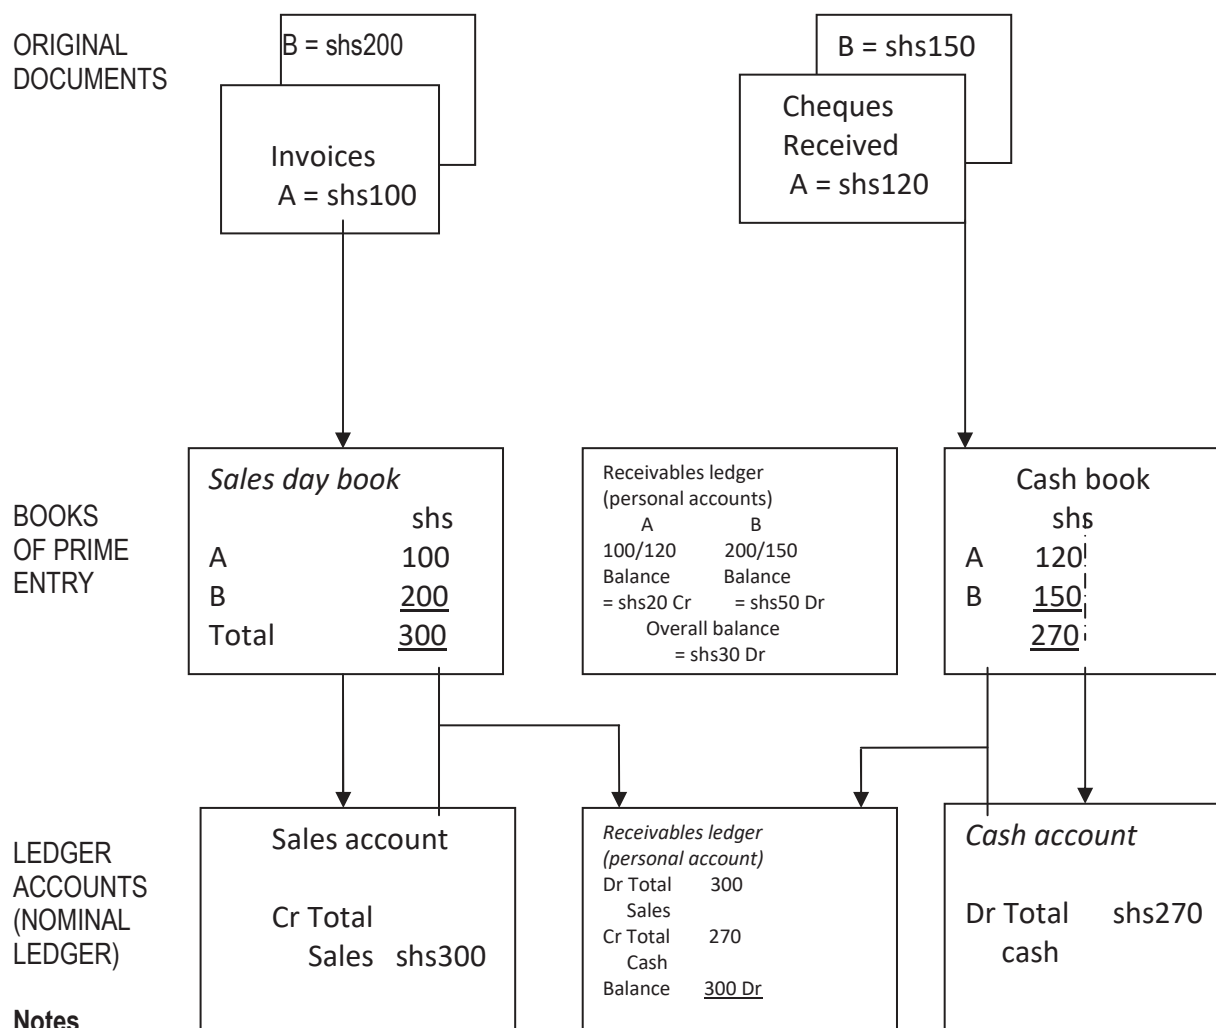 ORIGINAL
DOCUMENTS
B = shs200
Invoices
A = shs100
B = shs150
Cheques
Received
A = shs120
BOOKS
OF PRIME
ENTRY
Sales day book
shs
A 100
B 200
Total 300
Receivables ledger
(personal accounts)
A B
100/120 200/150
Balance Balance
= shs20 Cr = shs50 Dr
Overall balance
= shs30 Dr
Cash book
shs
A 120
B 150
270
LEDGER
ACCOUNTS
(NOMINAL
LEDGER)
Sales account
Cr Total
Sales shs300
Receivables ledger
(personal account)
Dr Total 300
Sales
Cr Total 270
Cash
Balance 300 Dr
Cash account
Dr Total shs270
cash
Notes